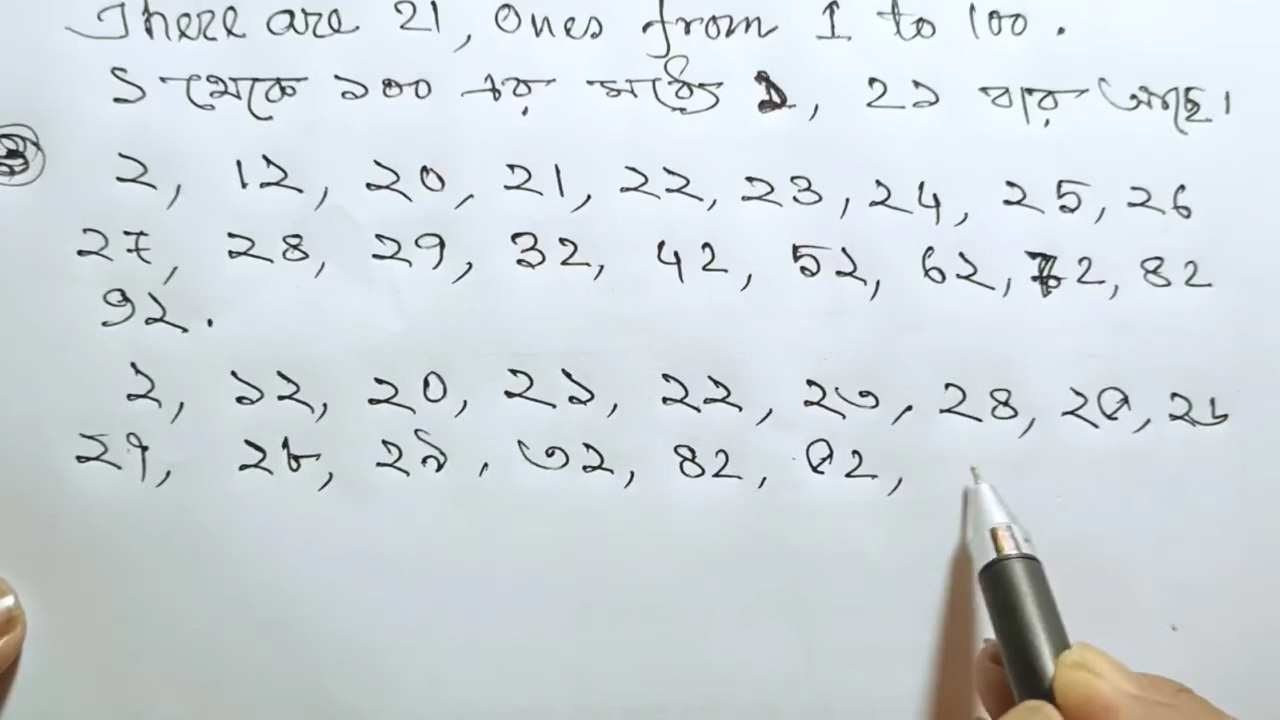 There are 21, ones from 1 to 100.
১ থেকে ১০০ এর মধ্যে ১, ২১ বার আছে।
2, 12, 20, 21, 22, 23, 24, 25, 26
27, 28, 29, 32, 42, 52, 62, 72, 82
92.
২, ১২, ২০, ২১, ২২, ২৩, ২৪, ২৫, ২৬
২৭, ২৮, ২৯, ৩২, ৪২, ৫২,